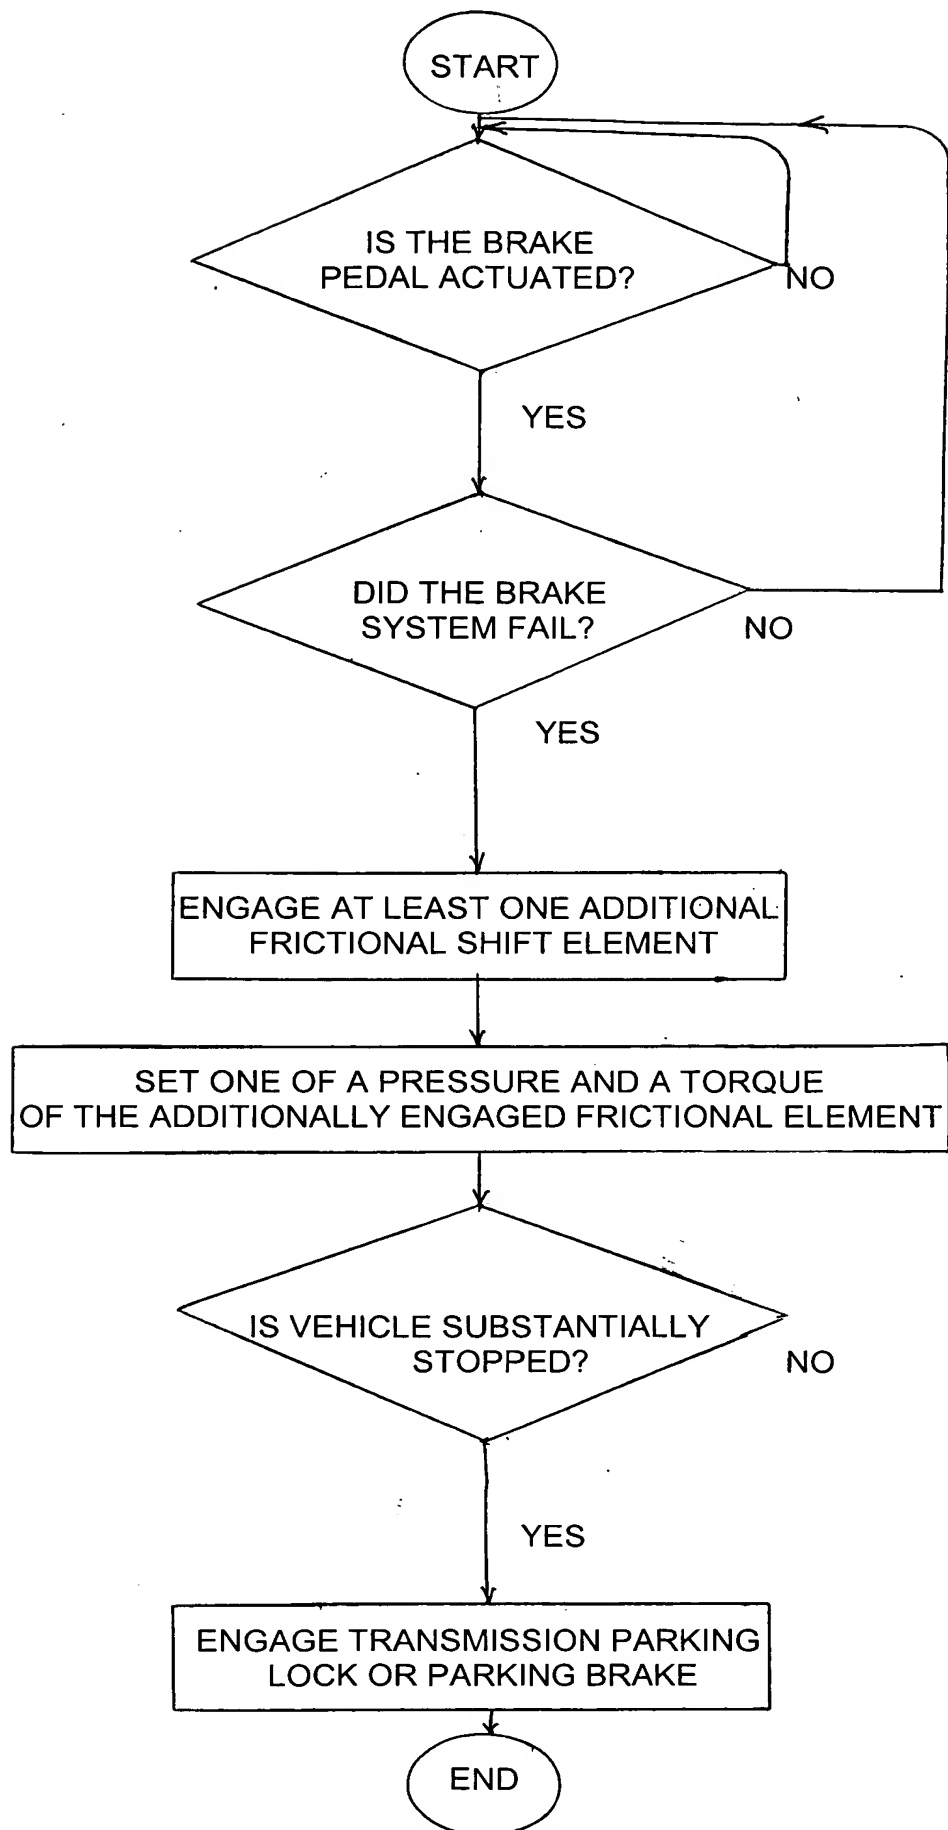 START
IS THE BRAKE
PEDAL ACTUATED?
NO
YES
DID THE BRAKE
SYSTEM FAIL?
NO
YES
ENGAGE AT LEAST ONE ADDITIONAL
FRICTIONAL SHIFT ELEMENT
SET ONE OF A PRESSURE AND A TORQUE
OF THE ADDITIONALLY ENGAGED FRICTIONAL ELEMENT
IS VEHICLE SUBSTANTIALLY
STOPPED?
NO
YES
ENGAGE TRANSMISSION PARKING
LOCK OR PARKING BRAKE
END